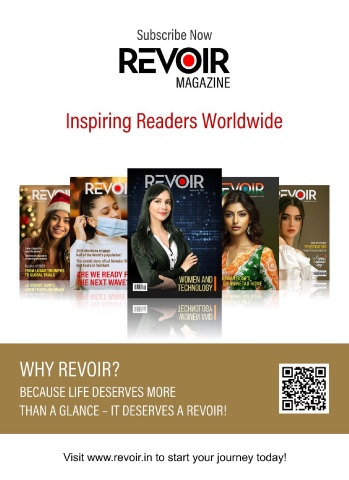 Subscribe Now
REVOIR
MAGAZINE
Inspiring Readers Worldwide
REVOIR
REVOIR
REVOIR
REVOIR
REVOIR
ARE WE READY F
THE NEXT WAVE
WOMEN AND
TECHNOLOGY
WHY REVOIR?
BECAUSE LIFE DESERVES MORE
THAN A GLANCE – IT DESERVES A REVOIR!
Visit www.revoir.in to start your journey today!